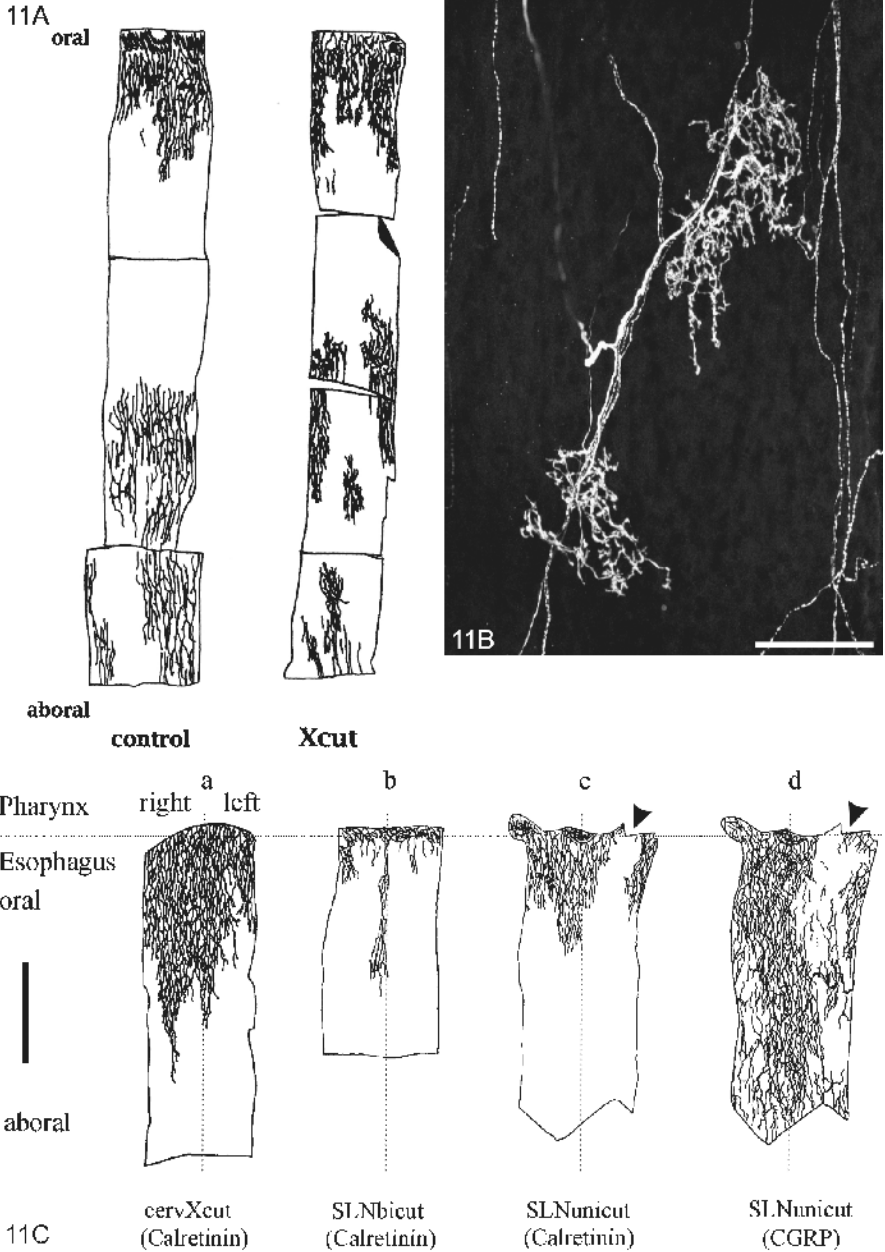 11A
oral
aboral
control Xcut
11B
a b c d
Pharynx right left
Esophagus
oral
aboral
cervXcut SLNbicut SLNunicut SLNunicut
(Calretinin) (Calretinin) (Calretinin) (CGRP)
11C